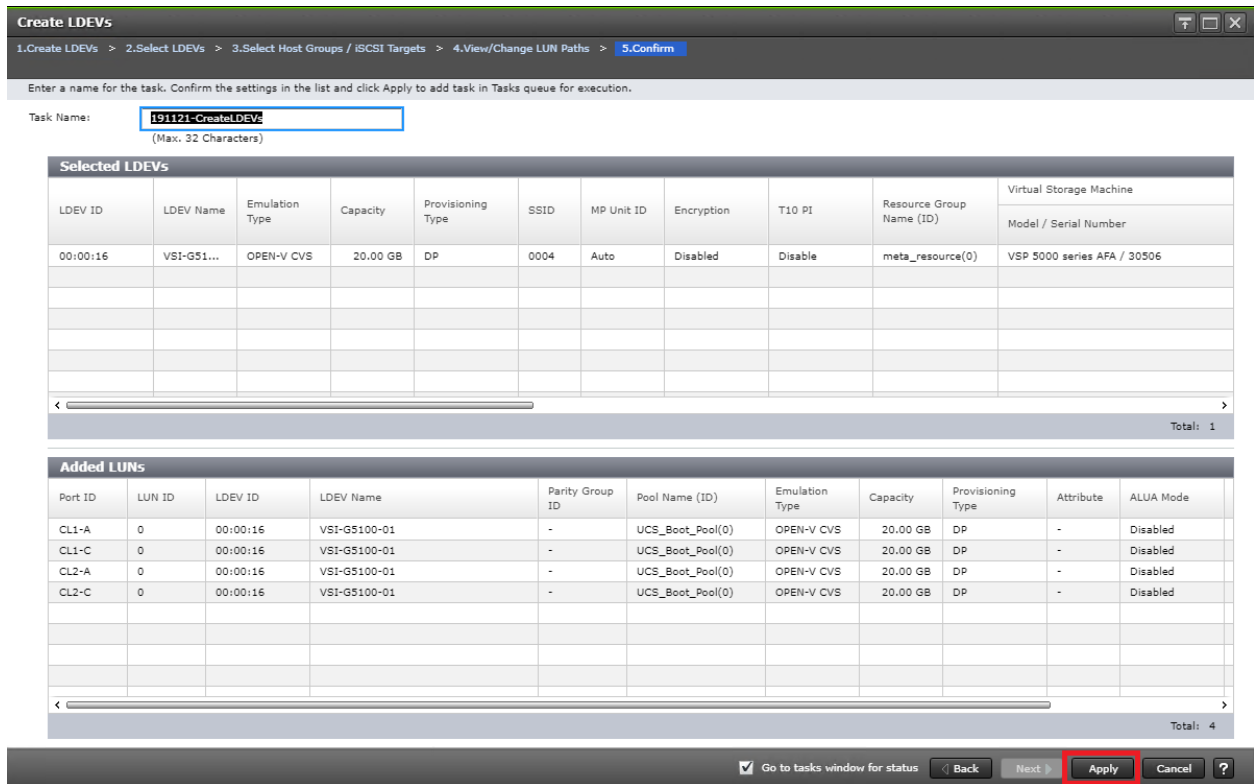 Create LDEVs
1.Create LDEVs > 2.Select LDEVs > 3.Select Host Groups / iSCSI Targets > 4.View/Change LUN Paths > 5.Confirm
Enter a name for the task. Confirm the settings in the list and click Apply to add task in Tasks queue for execution.
Task Name: 191121-CreateLDEVs
(Max. 32 Characters)
Selected LDEVs
LDEV ID LDEV Name Emulation Type Capacity Provisioning Type SSID MP Unit ID Encryption T10 PI Resource Group Name (ID) Virtual Storage Machine
Model / Serial Number
00:00:16 VSI-G51... OPEN-V CVS 20.00 GB DP 0004 Auto Disabled Disable meta_resource(0) VSP 5000 series AFA / 30506
Total: 1
Added LUNs
Port ID LUN ID LDEV ID LDEV Name Parity Group ID Pool Name (ID) Emulation Type Capacity Provisioning Type Attribute ALUA Mode
CL1-A 0 00:00:16 VSI-G5100-01 - UCS_Boot_Pool(0) OPEN-V CVS 20.00 GB DP - Disabled
CL1-C 0 00:00:16 VSI-G5100-01 - UCS_Boot_Pool(0) OPEN-V CVS 20.00 GB DP - Disabled
CL2-A 0 00:00:16 VSI-G5100-01 - UCS_Boot_Pool(0) OPEN-V CVS 20.00 GB DP - Disabled
CL2-C 0 00:00:16 VSI-G5100-01 - UCS_Boot_Pool(0) OPEN-V CVS 20.00 GB DP - Disabled
Total: 4
Go to tasks window for status Back Next Apply Cancel ?